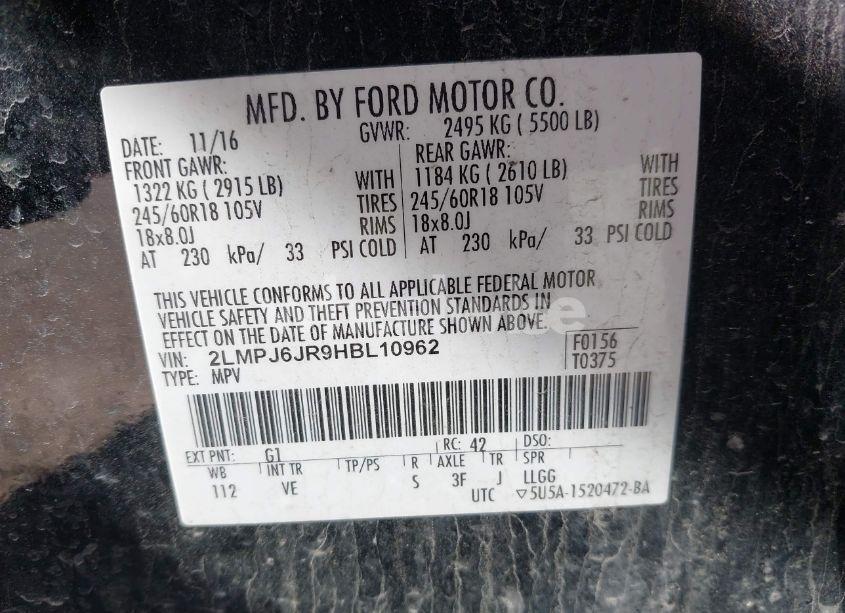 MFD. BY FORD MOTOR CO.
DATE: 11/16 GVWR: 2495 KG ( 5500 LB)
FRONT GAWR: REAR GAWR:
1322 KG ( 2915 LB) WITH 1184 KG ( 2610 LB) WITH
245/60R18 105V TIRES 245/60R18 105V TIRES
18x8.0J RIMS 18x8.0J RIMS
AT 230 kPa/ 33 PSI COLD AT 230 kPa/ 33 PSI COLD
THIS VEHICLE CONFORMS TO ALL APPLICABLE FEDERAL MOTOR
VEHICLE SAFETY AND THEFT PREVENTION STANDARDS IN
EFFECT ON THE DATE OF MANUFACTURE SHOWN ABOVE.
VIN: 2LMPJ6JR9HBL10962 F0156
TYPE: MPV T0375
EXT PNT: G1 RC: 42 DSO:
WB INT TR TP/PS R AXLE TR SPR
112 VE S 3F J LLGG
UTC ▽5U5A-1520472-BA